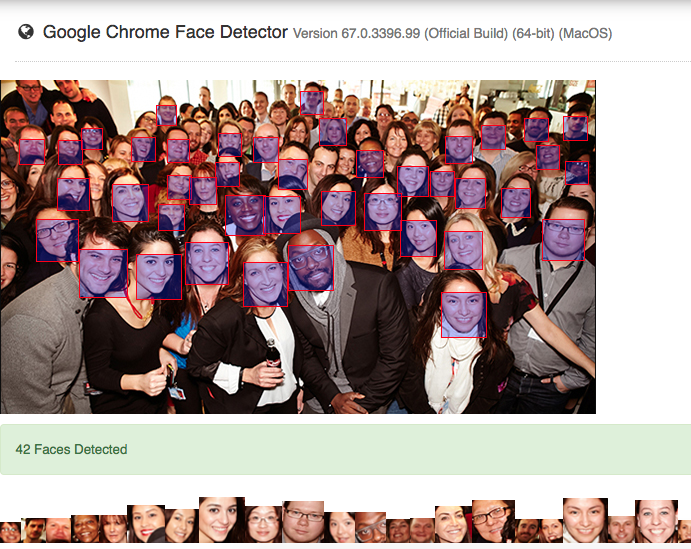 Google Chrome Face Detector Version 67.0.3396.99 (Official Build) (64-bit) (MacOS)
42 Faces Detected